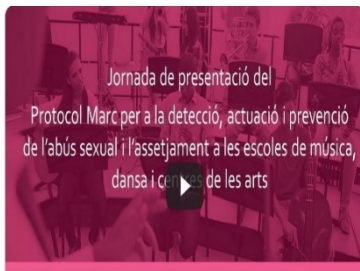 Jornada de presentació del
Protocol Marc per a la detecció, actuació i prevenció
de l'abús sexual i l'assetjament a les escoles de música,
dansa i centres de les arts